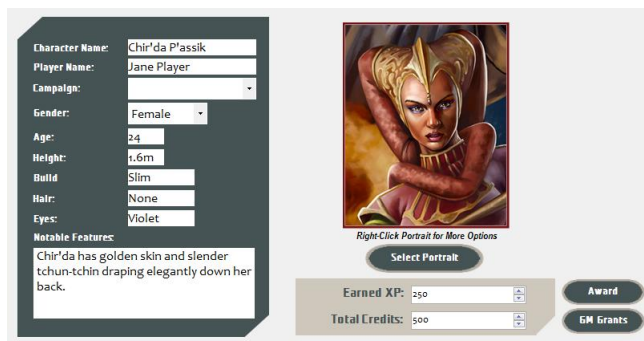 Character Name: Chir'da P'assik
Player Name: Jane Player
Campaign:
Gender: Female
Age: 24
Height: 1.6m
Build Slim
Hair: None
Eyes: Violet
Notable Features:
Chir'da has golden skin and slender
tchun-tchin draping elegantly down her
back.
Right-Click Portrait for More Options
Select Portrait
Earned XP: 250
Award
Total Credits: 500
GM Grants